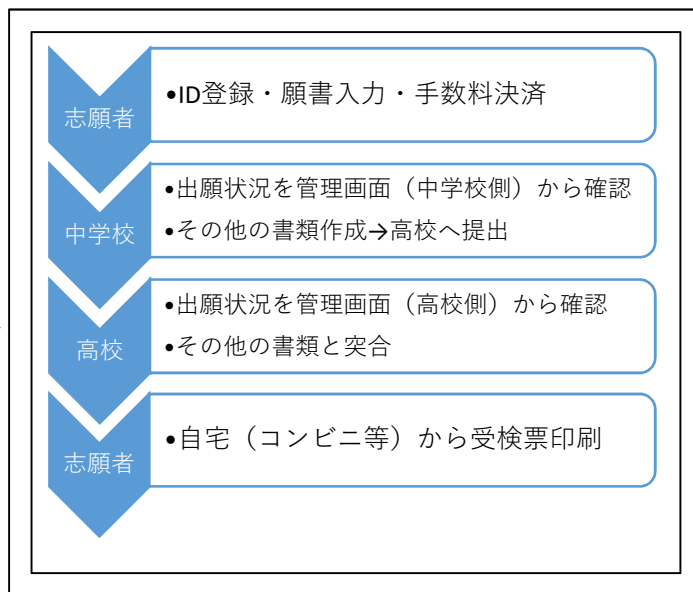 志願者
•ID登録・願書入力・手数料決済
中学校
•出願状況を管理画面（中学校側）から確認
•その他の書類作成→高校へ提出
高校
•出願状況を管理画面（高校側）から確認
•その他の書類と突合
志願者
•自宅（コンビニ等）から受検票印刷